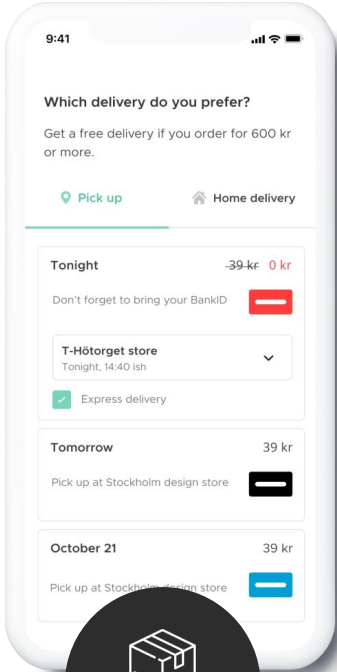 9:41
Which delivery do you prefer?
Get a free delivery if you order for 600 kr
or more.
Pick up
Home delivery
Tonight
39 kr 0 kr
Don't forget to bring your BankID
T-Hötorget store
Tonight, 14:40 ish
Express delivery
Tomorrow
39 kr
Pick up at Stockholm design store
October 21
39 kr
Pick up at Stockholm design store